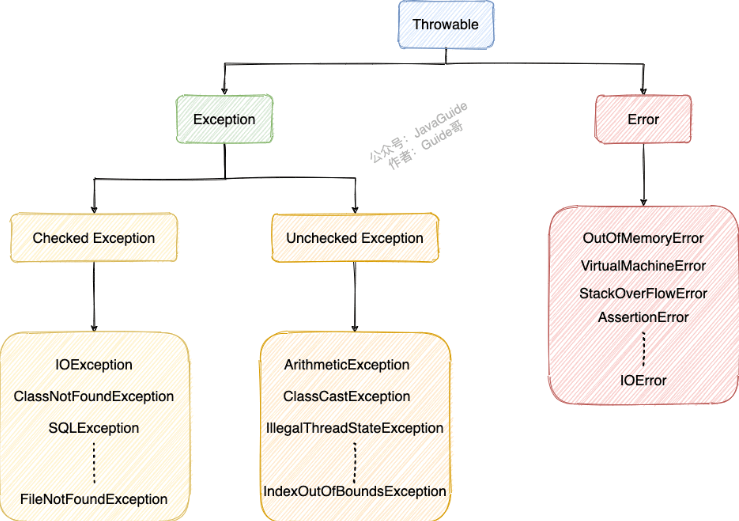 Throwable
Exception
Error
公众号：JavaGuide
作者：Guide哥
Checked Exception
Unchecked Exception
OutOfMemoryError
VirtualMachineError
StackOverFlowError
AssertionError
IOError
IOException
ClassNotFoundException
SQLException
FileNotFoundException
ArithmeticException
ClassCastException
IllegalThreadStateException
IndexOutOfBoundsException